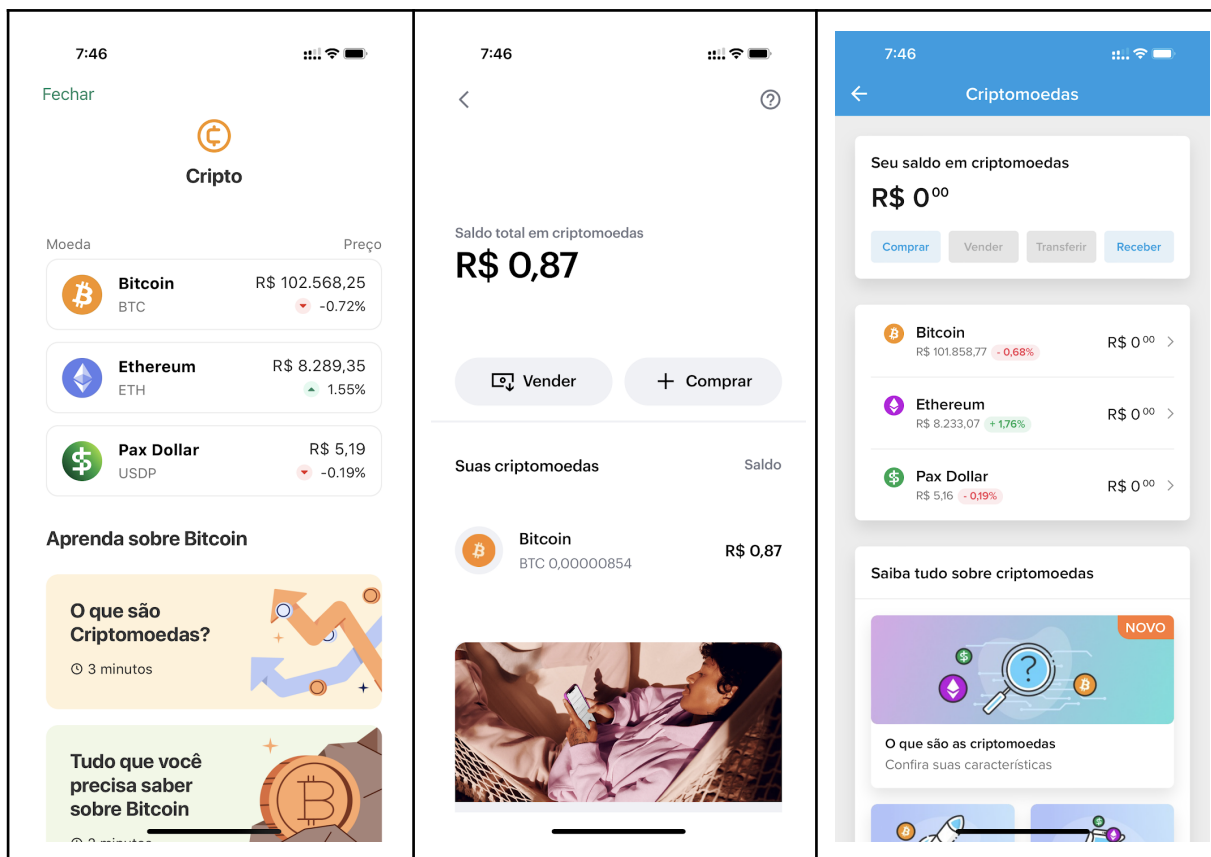 7:46
Fechar
Cripto
Moeda Preço
Bitcoin R$ 102.568,25
BTC -0.72%
Ethereum R$ 8.289,35
ETH 1.55%
Pax Dollar R$ 5,19
USDP -0.19%
Aprenda sobre Bitcoin
O que são
Criptomoedas?
3 minutos
Tudo que você
precisa saber
sobre Bitcoin
7:46
Saldo total em criptomoedas
R$ 0,87
Vender Comprar
Suas criptomoedas Saldo
Bitcoin
BTC 0,00000854
R$ 0,87
7:46
Criptomoedas
Seu saldo em criptomoedas
R$ 0 00
Comprar Vender Transferir Receber
Bitcoin
R$ 101.858,77 - 0,68%
R$ 0 00
Ethereum
R$ 8.233,07 + 1,76%
R$ 0 00
Pax Dollar
R$ 5,16 - 0,19%
R$ 0 00
Saiba tudo sobre criptomoedas
NOVO
O que são as criptomoedas
Confira suas características